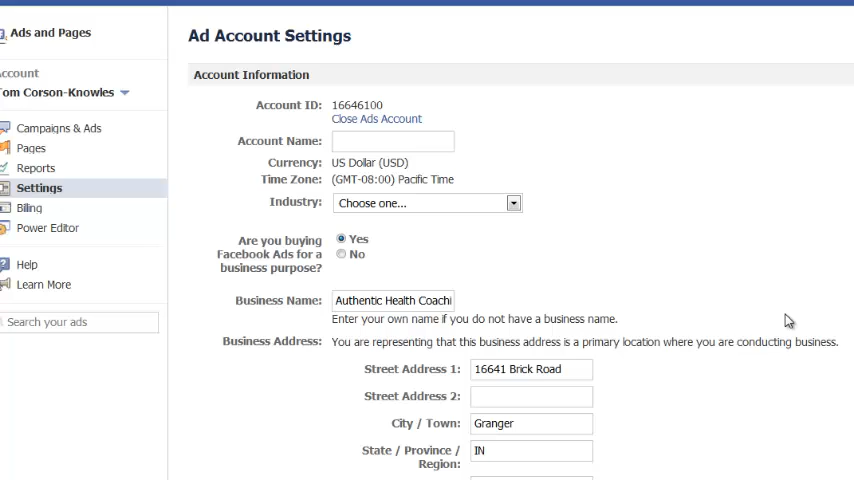 Ads and Pages
Ad Account Settings
Account
Tom Corson-Knowles
Campaigns & Ads
Pages
Reports
Settings
Billing
Power Editor
Help
Learn More
Search your ads
Account Information
Account ID: 16646100
Close Ads Account
Account Name:
Currency: US Dollar (USD)
Time Zone: (GMT-08:00) Pacific Time
Industry: Choose one...
Are you buying
Facebook Ads for a
business purpose?
Yes
No
Business Name: Authentic Health Coachi
Enter your own name if you do not have a business name.
Business Address: You are representing that this business address is a primary location where you are conducting business.
Street Address 1: 16641 Brick Road
Street Address 2:
City / Town: Granger
State / Province / IN
Region: